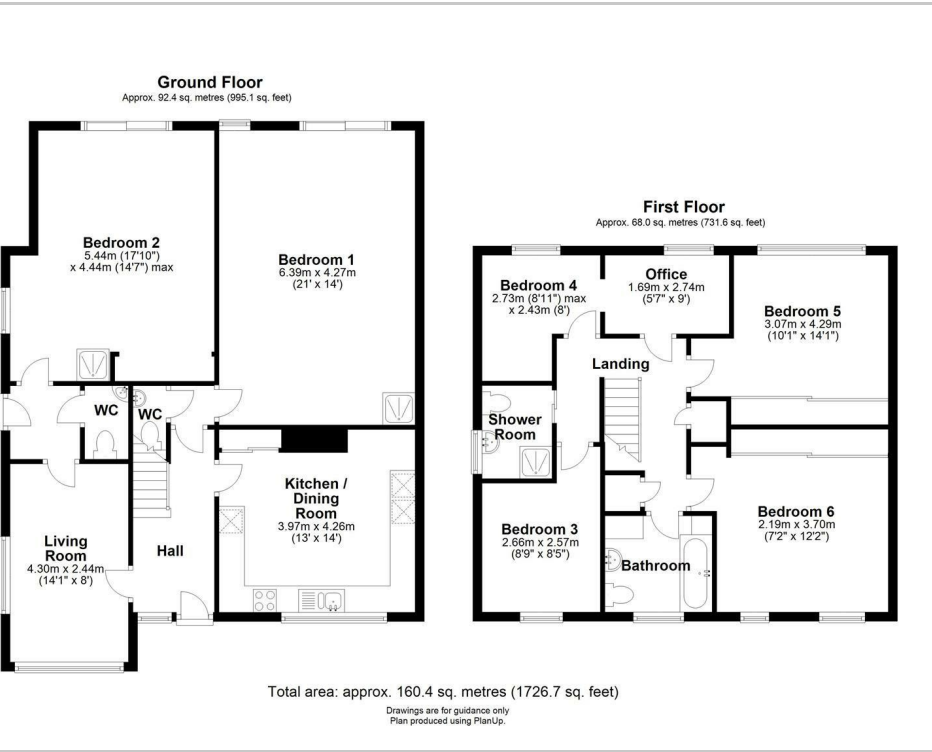 Ground Floor
Approx. 92.4 sq. metres (995.1 sq. feet)
Bedroom 2
5.44m (17'10")
x 4.44m (14'7") max
Bedroom 1
6.39m x 4.27m
(21' x 14')
WC
WC
Kitchen /
Dining
Room
3.97m x 4.26m
(13' x 14')
Living
Room
4.30m x 2.44m
(14'1" x 8')
Hall
First Floor
Approx. 68.0 sq. metres (731.6 sq. feet)
Bedroom 4
2.73m (8'11") max
x 2.43m (8')
Office
1.69m x 2.74m
(5'7" x 9')
Bedroom 5
3.07m x 4.29m
(10'1" x 14'1")
Landing
Shower
Room
Bedroom 3
2.66m x 2.57m
(8'9" x 8'5")
Bathroom
Bedroom 6
2.19m x 3.70m
(7'2" x 12'2")
Total area: approx. 160.4 sq. metres (1726.7 sq. feet)
Drawings are for guidance only
Plan produced using PlanUp.